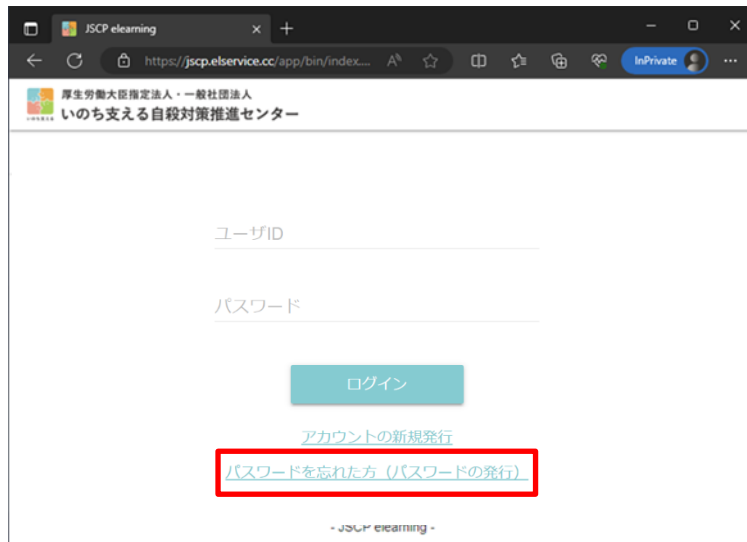 JSCP elearning
https://jscp.elservice.cc/app/bin/index....
InPrivate
厚生労働大臣指定法人・一般社団法人
いのち支える自殺対策推進センター
ユーザID
パスワード
ログイン
アカウントの新規発行
パスワードを忘れた方（パスワードの発行）
- JSCP elearning -